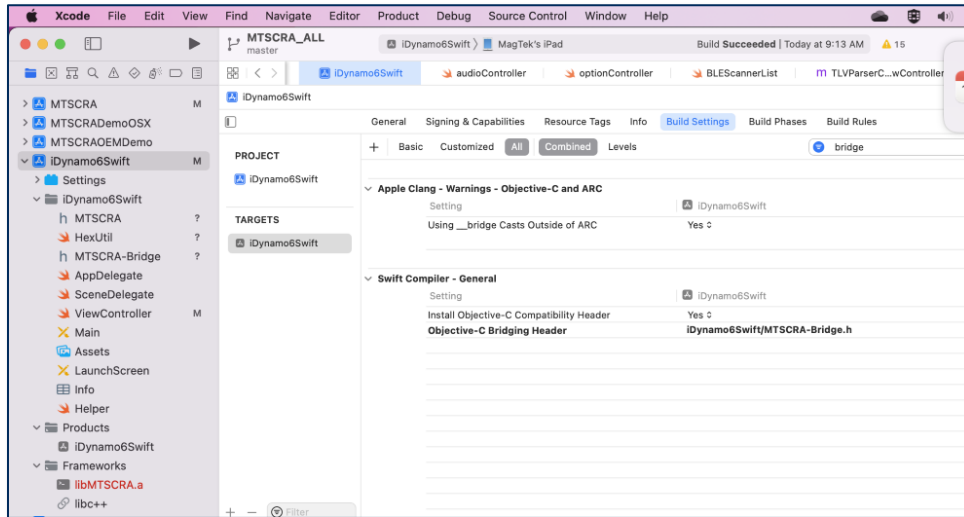 Xcode File Edit View Find Navigate Editor Product Debug Source Control Window Help
MTSCRA_ALL
master
iDynamo6Swift 〉 MagTek's iPad
Build Succeeded | Today at 9:13 AM
15
iDynamo6Swift audioController optionController BLEScannerList m TLVParserC...wController
MTSCRA M
MTSCRADemoOSX
MTSCRAOEMDemo
iDynamo6Swift M
Settings
iDynamo6Swift
h MTSCRA ?
HexUtil ?
h MTSCRA-Bridge ?
AppDelegate
SceneDelegate
ViewController M
Main
Assets
LaunchScreen
Info
Helper
Products
iDynamo6Swift
Frameworks
libMTSCRA.a
libc++
iDynamo6Swift
General Signing & Capabilities Resource Tags Info Build Settings Build Phases Build Rules
PROJECT
iDynamo6Swift
TARGETS
iDynamo6Swift
+ Basic Customized All Combined Levels
bridge
Apple Clang - Warnings - Objective-C and ARC
Setting iDynamo6Swift
Using __bridge Casts Outside of ARC Yes
Swift Compiler - General
Setting iDynamo6Swift
Install Objective-C Compatibility Header Yes
Objective-C Bridging Header iDynamo6Swift/MTSCRA-Bridge.h
+ − Filter